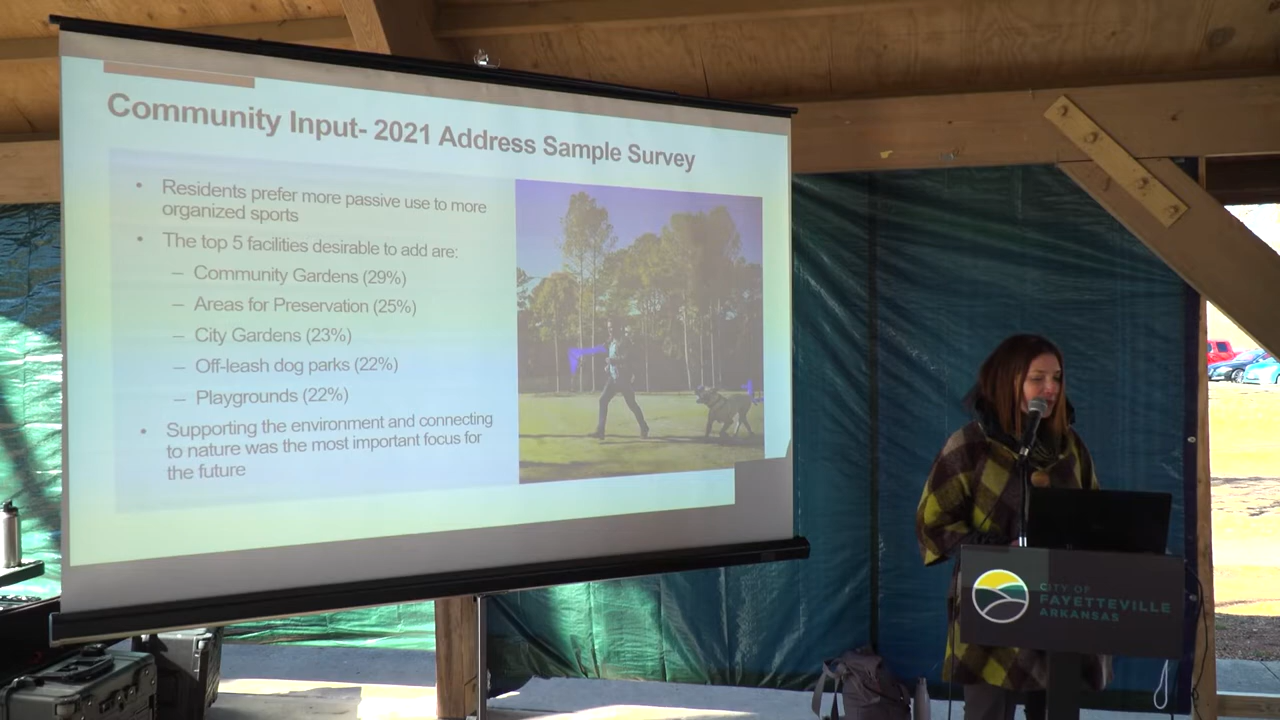 Community Input- 2021 Address Sample Survey
• Residents prefer more passive use to more
organized sports
• The top 5 facilities desirable to add are:
– Community Gardens (29%)
– Areas for Preservation (25%)
– City Gardens (23%)
– Off-leash dog parks (22%)
– Playgrounds (22%)
• Supporting the environment and connecting
to nature was the most important focus for
the future
CITY OF
FAYETTEVILLE
ARKANSAS